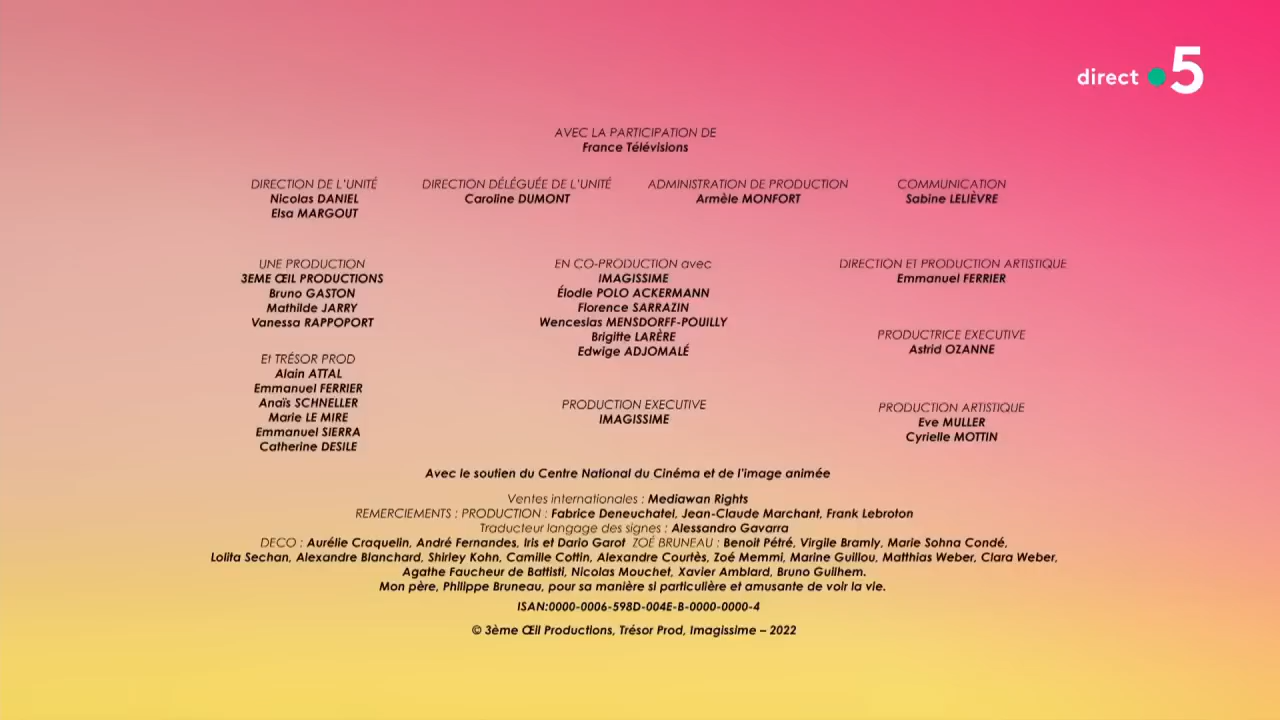 direct 5
AVEC LA PARTICIPATION DE
France Télévisions
DIRECTION DE L'UNITÉ
Nicolas DANIEL
Elsa MARGOUT
DIRECTION DÉLÉGUÉE DE L'UNITÉ
Caroline DUMONT
ADMINISTRATION DE PRODUCTION
Armèle MONFORT
COMMUNICATION
Sabine LELIÈVRE
UNE PRODUCTION
3EME ŒIL PRODUCTIONS
Bruno GASTON
Mathilde JARRY
Vanessa RAPPOPORT
Et TRÉSOR PROD
Alain ATTAL
Emmanuel FERRIER
Anaïs SCHNELLER
Marie LE MIRE
Emmanuel SIERRA
Catherine DESILE
EN CO-PRODUCTION avec
IMAGISSIME
Élodie POLO ACKERMANN
Florence SARRAZIN
Wenceslas MENSDORFF-POUILLY
Brigitte LARÈRE
Edwige ADJOMALÉ
PRODUCTION EXECUTIVE
IMAGISSIME
DIRECTION ET PRODUCTION ARTISTIQUE
Emmanuel FERRIER
PRODUCTRICE EXECUTIVE
Astrid OZANNE
PRODUCTION ARTISTIQUE
Eve MULLER
Cyrielle MOTTIN
Avec le soutien du Centre National du Cinéma et de l'image animée
Ventes internationales : Mediawan Rights
REMERCIEMENTS : PRODUCTION : Fabrice Deneuchatel, Jean-Claude Marchant, Frank Lebroton
Traducteur langage des signes : Alessandro Gavarra
DECO : Aurélie Craquelin, André Fernandes, Iris et Dario Garot ZOÉ BRUNEAU : Benoit Pétré, Virgile Bramly, Marie Sohna Condé,
Lolita Sechan, Alexandre Blanchard, Shirley Kohn, Camille Cottin, Alexandre Courtès, Zoé Memmi, Marine Guillou, Matthias Weber, Clara Weber,
Agathe Faucheur de Battisti, Nicolas Mouchet, Xavier Amblard, Bruno Guilhem.
Mon père, Philippe Bruneau, pour sa manière si particulière et amusante de voir la vie.
ISAN:0000-0006-598D-004E-B-0000-0000-4
© 3ème Œil Productions, Trésor Prod, Imagissime – 2022